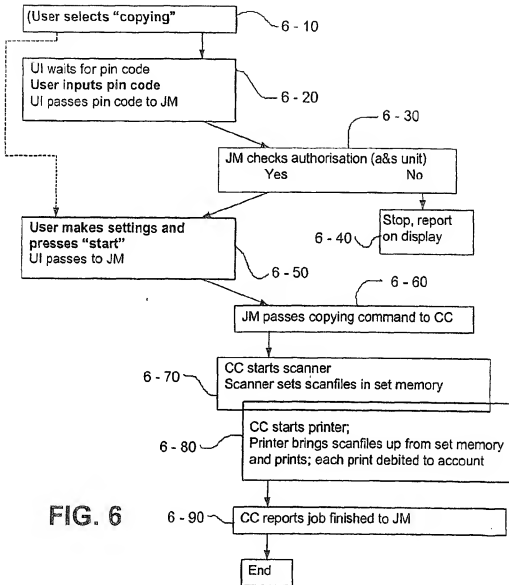 (User selects “copying”
6 - 10
UI waits for pin code
User inputs pin code
UI passes pin code to JM
6 - 20
6 - 30
JM checks authorisation (a&s unit)
Yes No
Stop, report
on display
6 - 40
User makes settings and
presses “start”
UI passes to JM
6 - 50
6 - 60
JM passes copying command to CC
CC starts scanner
Scanner sets scanfiles in set memory
6 - 70
CC starts printer;
Printer brings scanfiles up from set memory
and prints; each print debited to account
6 - 80
FIG. 6
6 - 90
CC reports job finished to JM
End